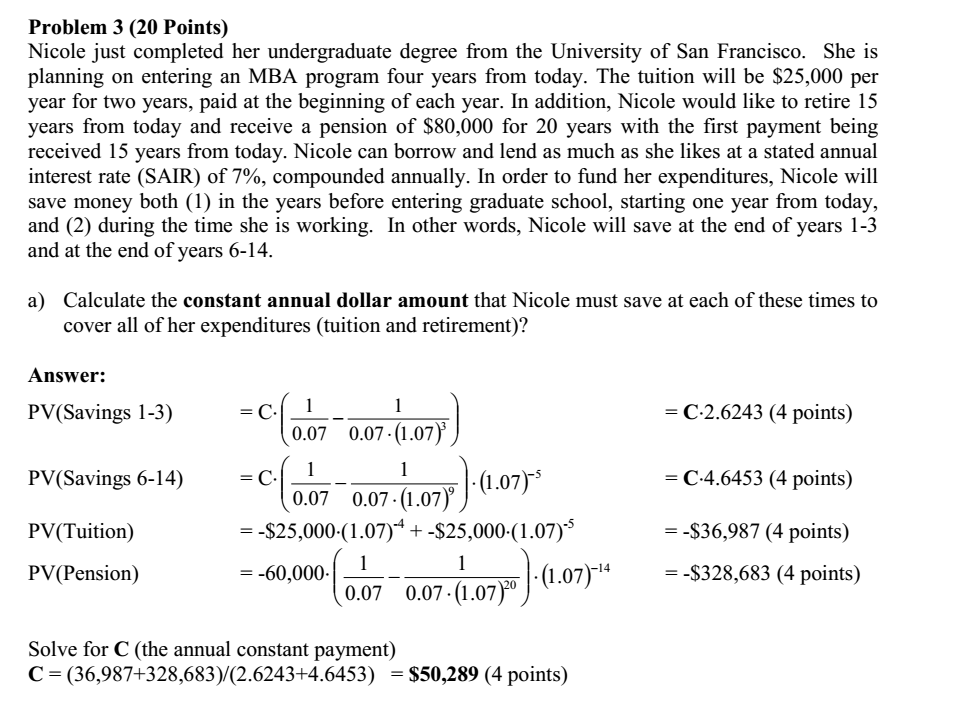 Problem 3 (20 Points)
Nicole just completed her undergraduate degree from the University of San Francisco. She is
planning on entering an MBA program four years from today. The tuition will be $25,000 per
year for two years, paid at the beginning of each year. In addition, Nicole would like to retire 15
years from today and receive a pension of $80,000 for 20 years with the first payment being
received 15 years from today. Nicole can borrow and lend as much as she likes at a stated annual
interest rate (SAIR) of 7%, compounded annually. In order to fund her expenditures, Nicole will
save money both (1) in the years before entering graduate school, starting one year from today,
and (2) during the time she is working. In other words, Nicole will save at the end of years 1-3
and at the end of years 6-14.
a) Calculate the constant annual dollar amount that Nicole must save at each of these times to
cover all of her expenditures (tuition and retirement)?
Answer:
PV(Savings 1-3) = C·(1/0.07 − 1/(0.07·(1.07)³)) = C·2.6243 (4 points)
PV(Savings 6-14) = C·(1/0.07 − 1/(0.07·(1.07)⁹))·(1.07)⁻⁵ = C·4.6453 (4 points)
PV(Tuition) = -$25,000·(1.07)⁻⁴ + -$25,000·(1.07)⁻⁵ = -$36,987 (4 points)
PV(Pension) = -60,000·(1/0.07 − 1/(0.07·(1.07)²⁰))·(1.07)⁻¹⁴ = -$328,683 (4 points)
Solve for C (the annual constant payment)
C = (36,987+328,683)/(2.6243+4.6453) = $50,289 (4 points)